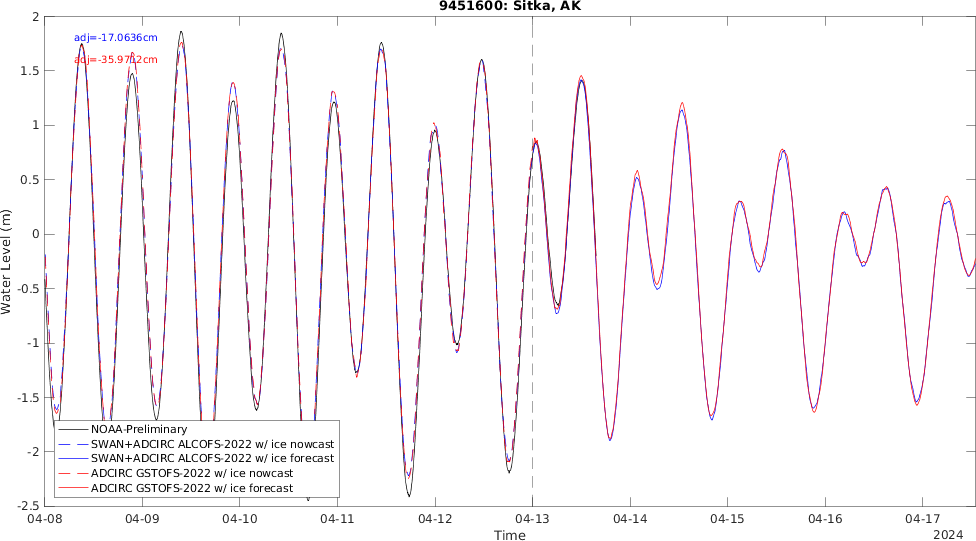 9451600: Sitka, AK
adj=-17.0636cm
adj=-35.9712cm
Water Level (m)
2
1.5
1
0.5
0
-0.5
-1
-1.5
-2
-2.5
NOAA-Preliminary
SWAN+ADCIRC ALCOFS-2022 w/ ice nowcast
SWAN+ADCIRC ALCOFS-2022 w/ ice forecast
ADCIRC GSTOFS-2022 w/ ice nowcast
ADCIRC GSTOFS-2022 w/ ice forecast
04-08 04-09 04-10 04-11 04-12 04-13 04-14 04-15 04-16 04-17
Time
2024